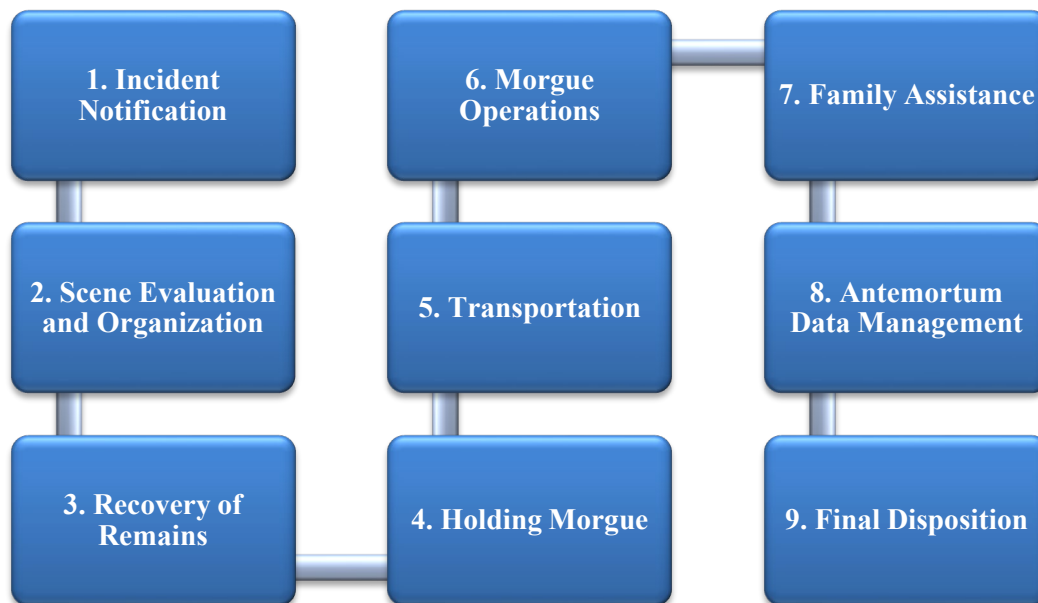 1. Incident
Notification
2. Scene Evaluation
and Organization
3. Recovery of
Remains
4. Holding Morgue
5. Transportation
6. Morgue
Operations
7. Family Assistance
8. Antemortum
Data Management
9. Final Disposition